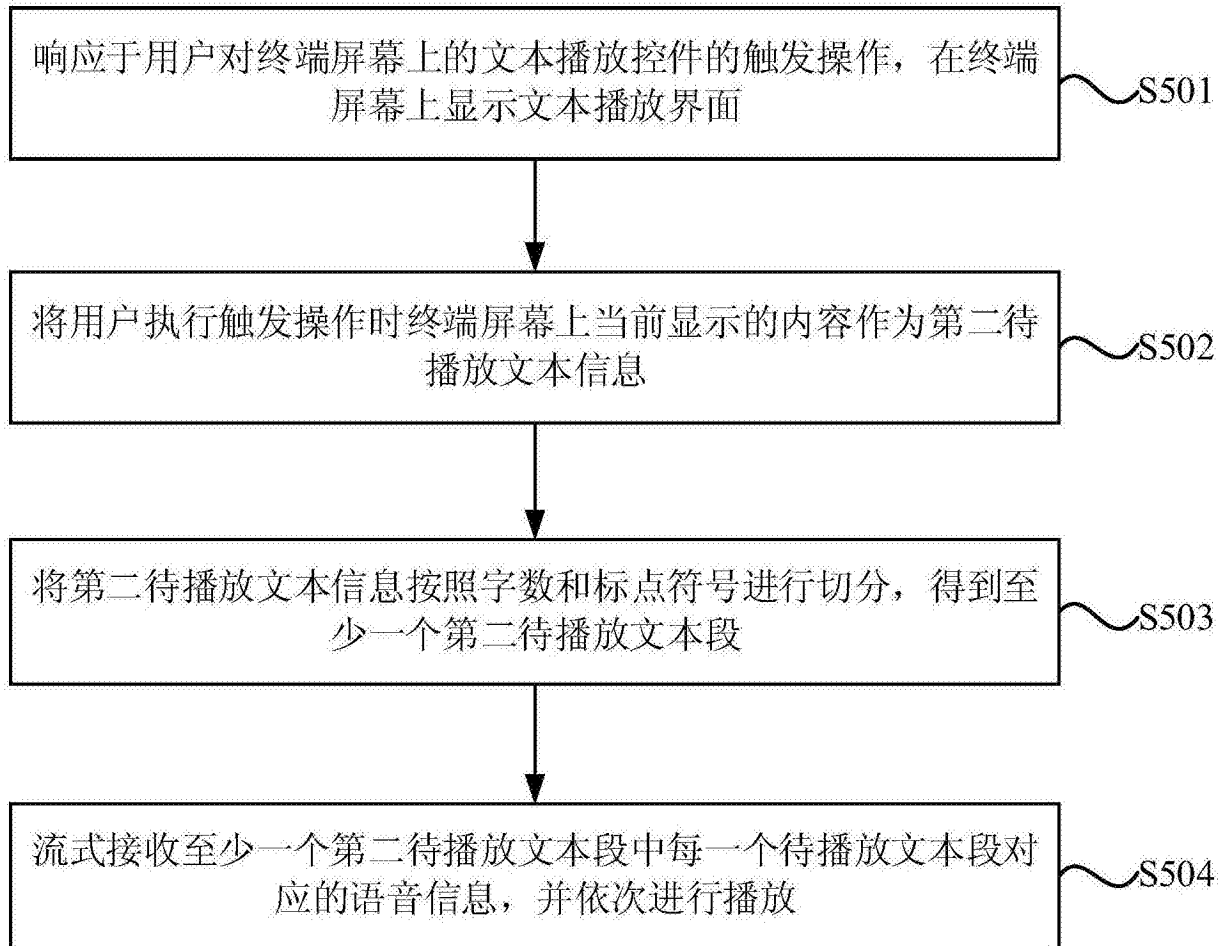 响应于用户对终端屏幕上的文本播放控件的触发操作，在终端
屏幕上显示文本播放界面
S501
将用户执行触发操作时终端屏幕上当前显示的内容作为第二待
播放文本信息
S502
将第二待播放文本信息按照字数和标点符号进行切分，得到至
少一个第二待播放文本段
S503
流式接收至少一个第二待播放文本段中每一个待播放文本段对
应的语音信息，并依次进行播放
S504